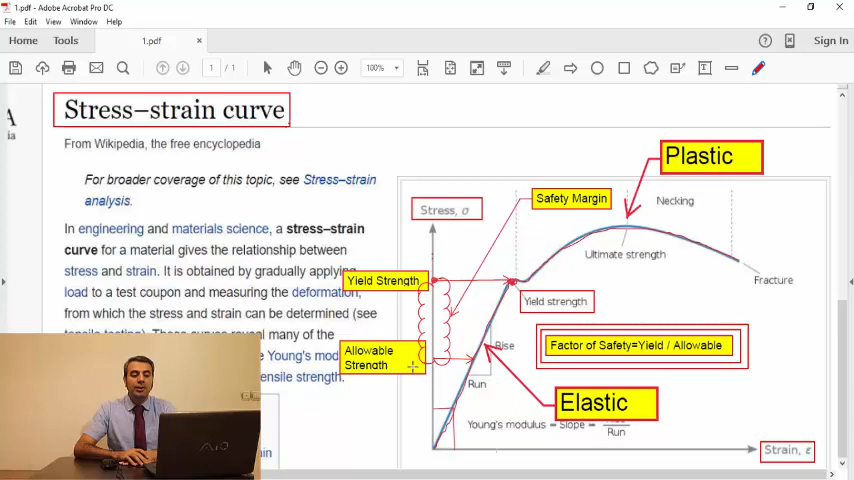 1.pdf - Adobe Acrobat Pro DC
File Edit View Window Help
Home Tools 1.pdf × Sign In
1 / 1 100%
A
ia
Stress–strain curve
From Wikipedia, the free encyclopedia
For broader coverage of this topic, see Stress–strain
analysis.
In engineering and materials science, a stress–strain
curve for a material gives the relationship between
stress and strain. It is obtained by gradually applying
load to a test coupon and measuring the deformation,
from which the stress and strain can be determined (see
tensile testing). These curves reveal many of the
Young's mod
ensile strength.
Plastic
Stress, σ
Safety Margin
Necking
Ultimate strength
Yield Strength
Fracture
Yield strength
Allowable
Strength
Rise
Factor of Safety=Yield / Allowable
Run
Elastic
Young's modulus = Slope =
Run
Strain, ε
VAIO